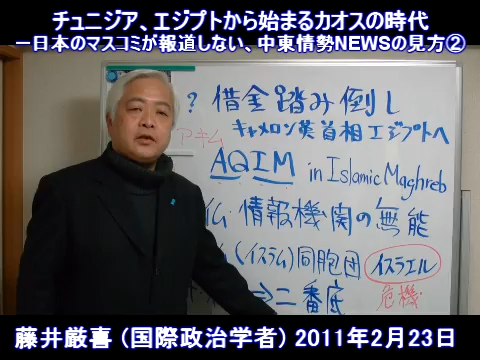 チュニジア、エジプトから始まるカオスの時代
ー日本のマスコミが報道しない、中東情勢NEWSの見方②
? 借金踏み倒し
キャメロン英首相エジプトへ
アキム
AQIM in Islamic Maghreb
仏 情報機関の無能
(イスラム)同胞団 イスラエル
⇒二番底 危機
藤井厳喜(国際政治学者) 2011年2月23日